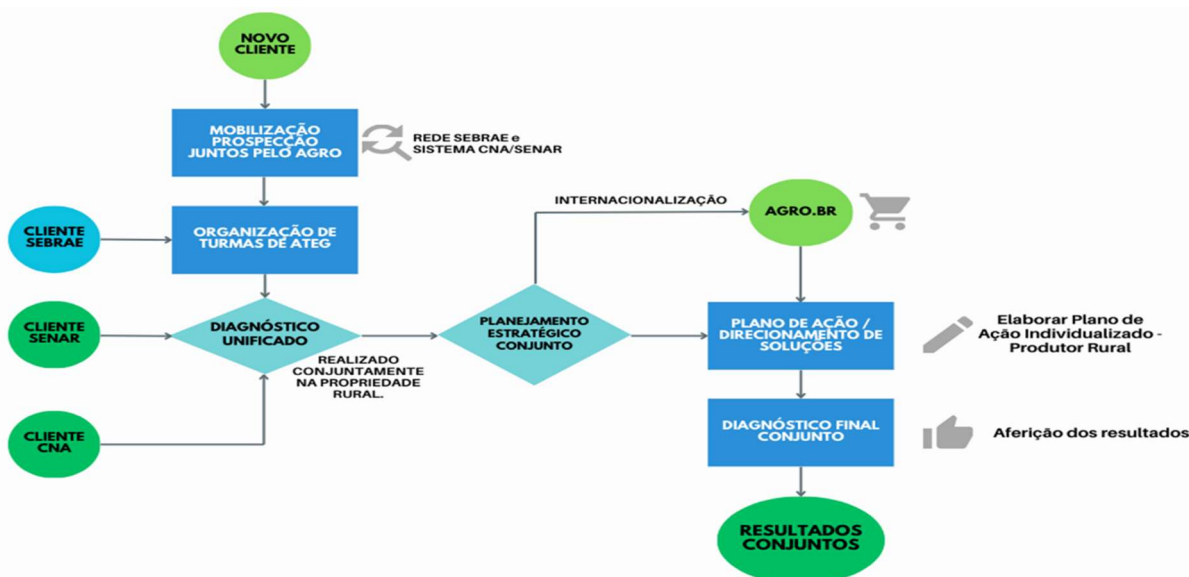 NOVO
CLIENTE
MOBILIZAÇÃO
PROSPECÇÃO
JUNTOS PELO AGRO
REDE SEBRAE e
SISTEMA CNA/SENAR
CLIENTE
SEBRAE
ORGANIZAÇÃO DE
TURMAS DE ATEG
INTERNACIONALIZAÇÃO
AGRO.BR
CLIENTE
SENAR
DIAGNÓSTICO
UNIFICADO
REALIZADO
CONJUNTAMENTE
NA PROPRIEDADE
RURAL.
PLANEJAMENTO
ESTRATÉGICO
CONJUNTO
PLANO DE AÇÃO /
DIRECIONAMENTO DE
SOLUÇÕES
Elaborar Plano de
Ação Individualizado -
Produtor Rural
CLIENTE
CNA
DIAGNÓSTICO FINAL
CONJUNTO
Aferição dos resultados
RESULTADOS
CONJUNTOS